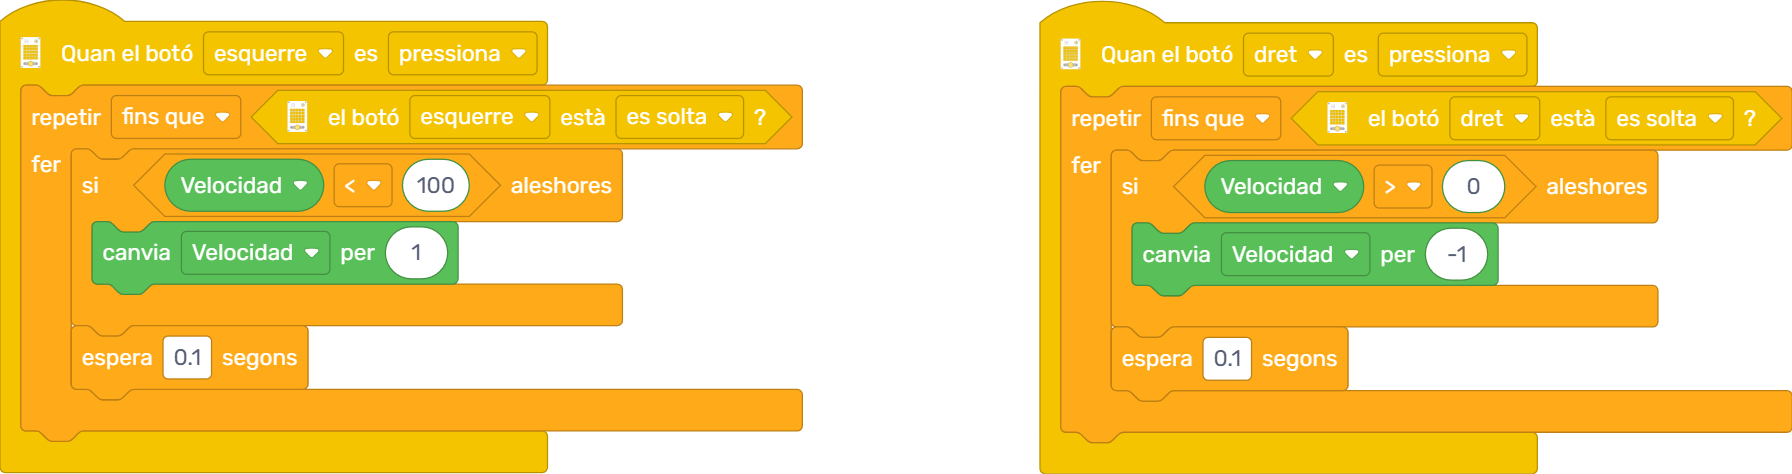 Quan el botó esquerre es pressiona
repetir fins que el botó esquerre està es solta ?
fer
si Velocidad < 100 aleshores
canvia Velocidad per 1
espera 0.1 segons
Quan el botó dret es pressiona
repetir fins que el botó dret està es solta ?
fer
si Velocidad > 0 aleshores
canvia Velocidad per -1
espera 0.1 segons